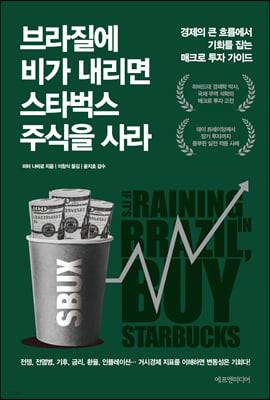 브라질에
비가 내리면
스타벅스
주식을 사라
경제의 큰 흐름에서
기회를 잡는
매크로 투자 가이드
하버드대 경제학 박사,
국제 무역 석학의
매크로 투자 고전
데이 트레이딩에서
장기 투자까지
풍부한 실전 적용 사례
피터 나바로 지음 | 이창식 옮김 | 윤지호 감수
SBUX
IF IT'S
RAINING
IN
BRAZIL,
BUY
STARBUCKS
전쟁, 전염병, 기후, 금리, 환율, 인플레이션… 거시경제 지표를 이해하면 변동성은 기회다!
에프엔미디어